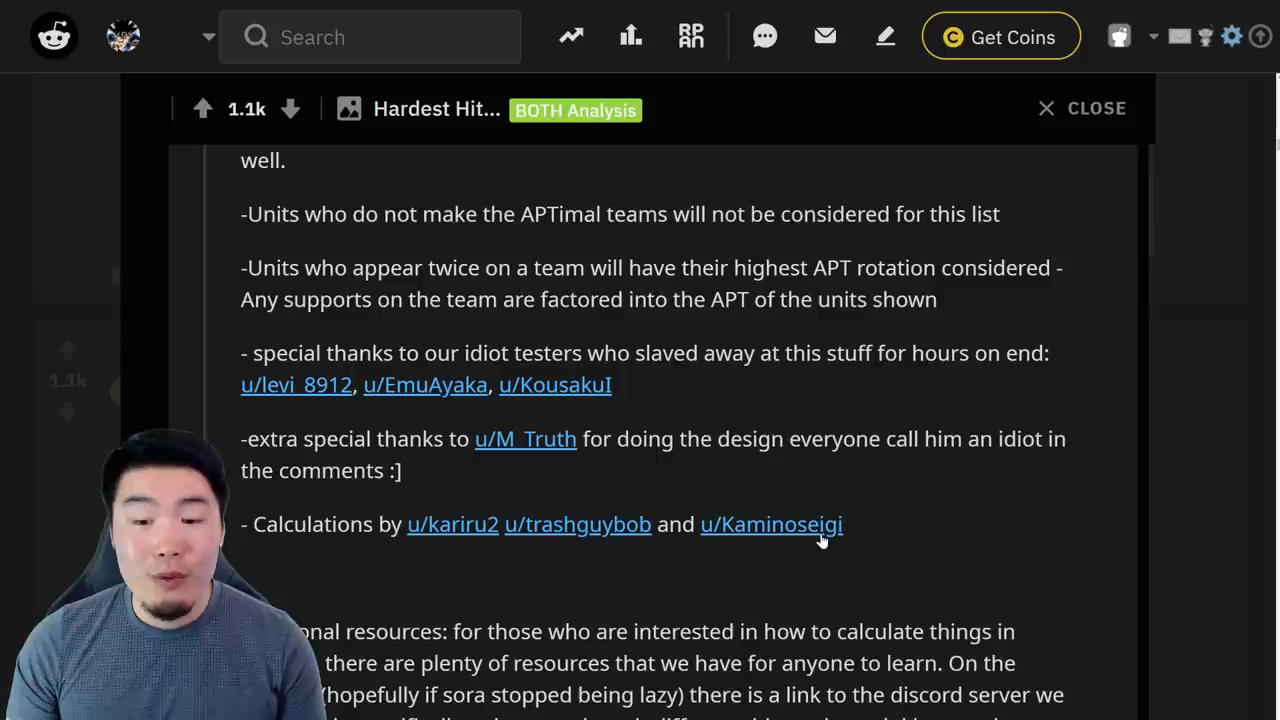 Search
RPAN
Get Coins
1.1k
Hardest Hit...
BOTH Analysis
CLOSE
well.
-Units who do not make the APTimal teams will not be considered for this list
-Units who appear twice on a team will have their highest APT rotation considered -
Any supports on the team are factored into the APT of the units shown
- special thanks to our idiot testers who slaved away at this stuff for hours on end:
u/levi_8912, u/EmuAyaka, u/KousakuI
1.1k
-extra special thanks to u/M_Truth for doing the design everyone call him an idiot in
the comments :]
- Calculations by u/kariru2 u/trashguybob and u/Kaminoseigi
onal resources: for those who are interested in how to calculate things in
there are plenty of resources that we have for anyone to learn. On the
(hopefully if sora stopped being lazy) there is a link to the discord server we